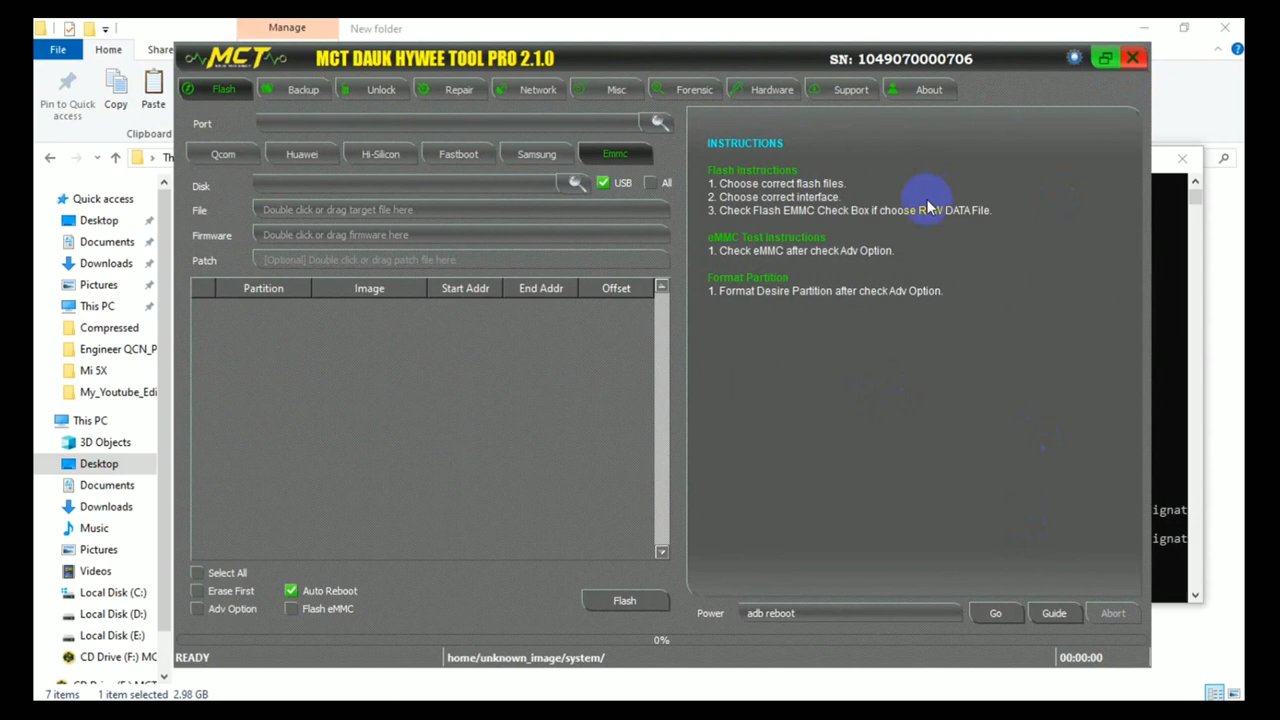 Manage
New folder
File
Home
Share
Pin to Quick
access
Copy
Paste
Clipboard
Th
Quick access
Desktop
Documents
Downloads
Pictures
This PC
Compressed
Engineer QCN_P
Mi 5X
My_Youtube_Edi
This PC
3D Objects
Desktop
Documents
Downloads
Music
Pictures
Videos
Local Disk (C:)
Local Disk (D:)
Local Disk (E:)
CD Drive (F:) MC
7 items 1 item selected 2.98 GB
MCT
MCT DAUK HYWEE TOOL PRO 2.1.0
SN: 1049070000706
Flash
Backup
Unlock
Repair
Network
Misc
Forensic
Hardware
Support
About
Port
Qcom
Huawei
Hi-Silicon
Fastboot
Samsung
Emmc
Disk
USB
All
File
Double click or drag target file here
Firmware
Double click or drag firmware here
Patch
[Optional] Double click or drag patch file here
Partition
Image
Start Addr
End Addr
Offset
Select All
Erase First
Auto Reboot
Adv Option
Flash eMMC
Flash
INSTRUCTIONS
Flash Instructions
1. Choose correct flash files.
2. Choose correct interface.
3. Check Flash EMMC Check Box if choose RAW DATA File.
eMMC Test Instructions
1. Check eMMC after check Adv Option.
Format Partition
1. Format Desire Partition after check Adv Option.
Power
adb reboot
Go
Guide
Abort
0%
READY
home/unknown_image/system/
00:00:00
ignat
ignat